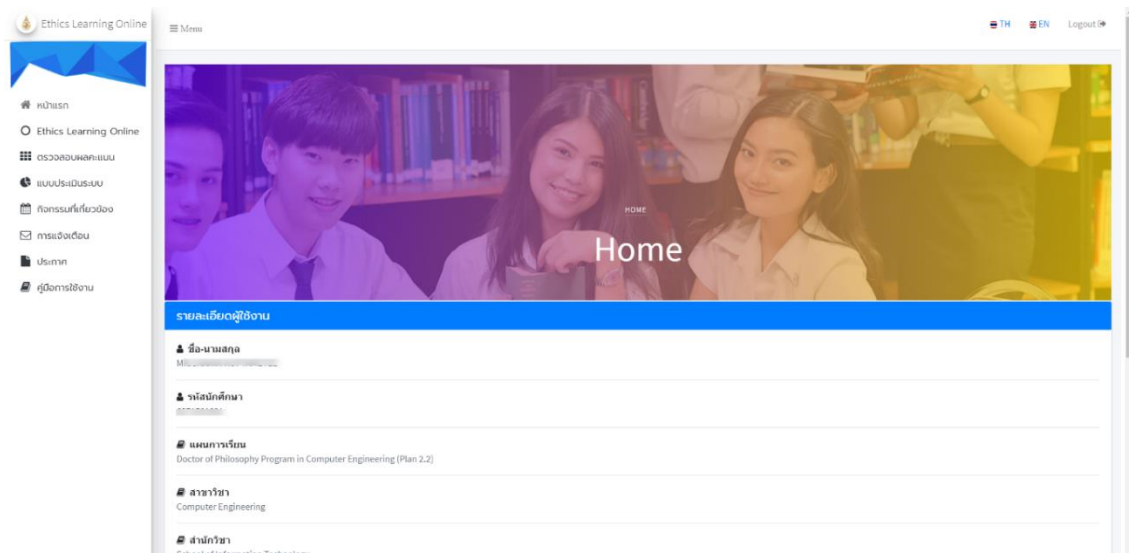 Ethics Learning Online
Menu
TH EN Logout
หน้าแรก
Ethics Learning Online
ตรวจสอบผลคะแนน
แบบประเมินระบบ
กิจกรรมที่เกี่ยวข้อง
การแจ้งเตือน
ประกาศ
คู่มือการใช้งาน
HOME
Home
รายละเอียดผู้ใช้งาน
ชื่อ-นามสกุล
รหัสนักศึกษา
แผนการเรียน
Doctor of Philosophy Program in Computer Engineering (Plan 2.2)
สาขาวิชา
Computer Engineering
สำนักวิชา
School of Information Technology